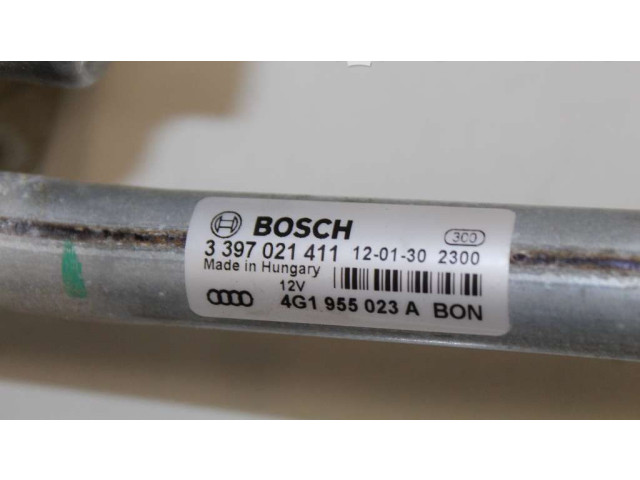 BOSCH 300
3 397 021 411 12-01-30 2300
Made in Hungary
12V
4G1 955 023 A BON